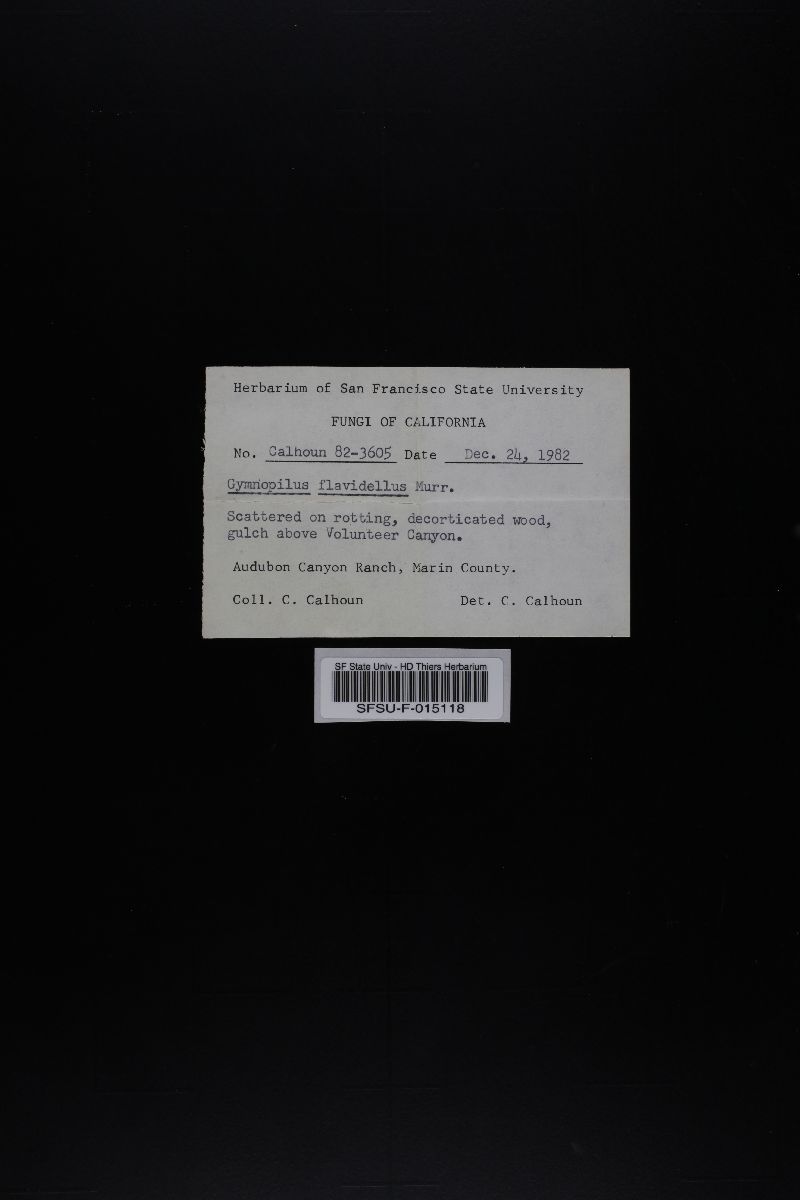 Herbarium of San Francisco State University
FUNGI OF CALIFORNIA
No. Calhoun 82-3605 Date Dec. 24, 1982
Gymnopilus flavidellus Murr.
Scattered on rotting, decorticated wood,
gulch above Volunteer Canyon.
Audubon Canyon Ranch, Marin County.
Coll. C. Calhoun Det. C. Calhoun
SF State Univ - HD Thiers Herbarium
SFSU-F-015118